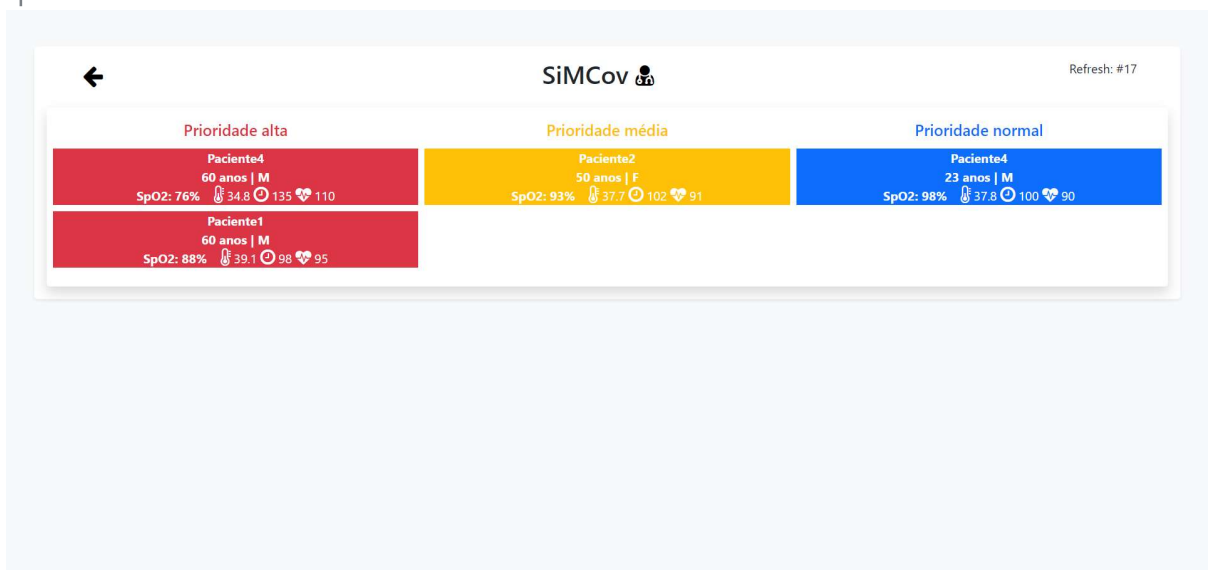 SiMCov
Refresh: #17
Prioridade alta
Paciente4
60 anos | M
SpO2: 76% 34.8 135 110
Paciente1
60 anos | M
SpO2: 88% 39.1 98 95
Prioridade média
Paciente2
50 anos | F
SpO2: 93% 37.7 102 91
Prioridade normal
Paciente4
23 anos | M
SpO2: 98% 37.8 100 90